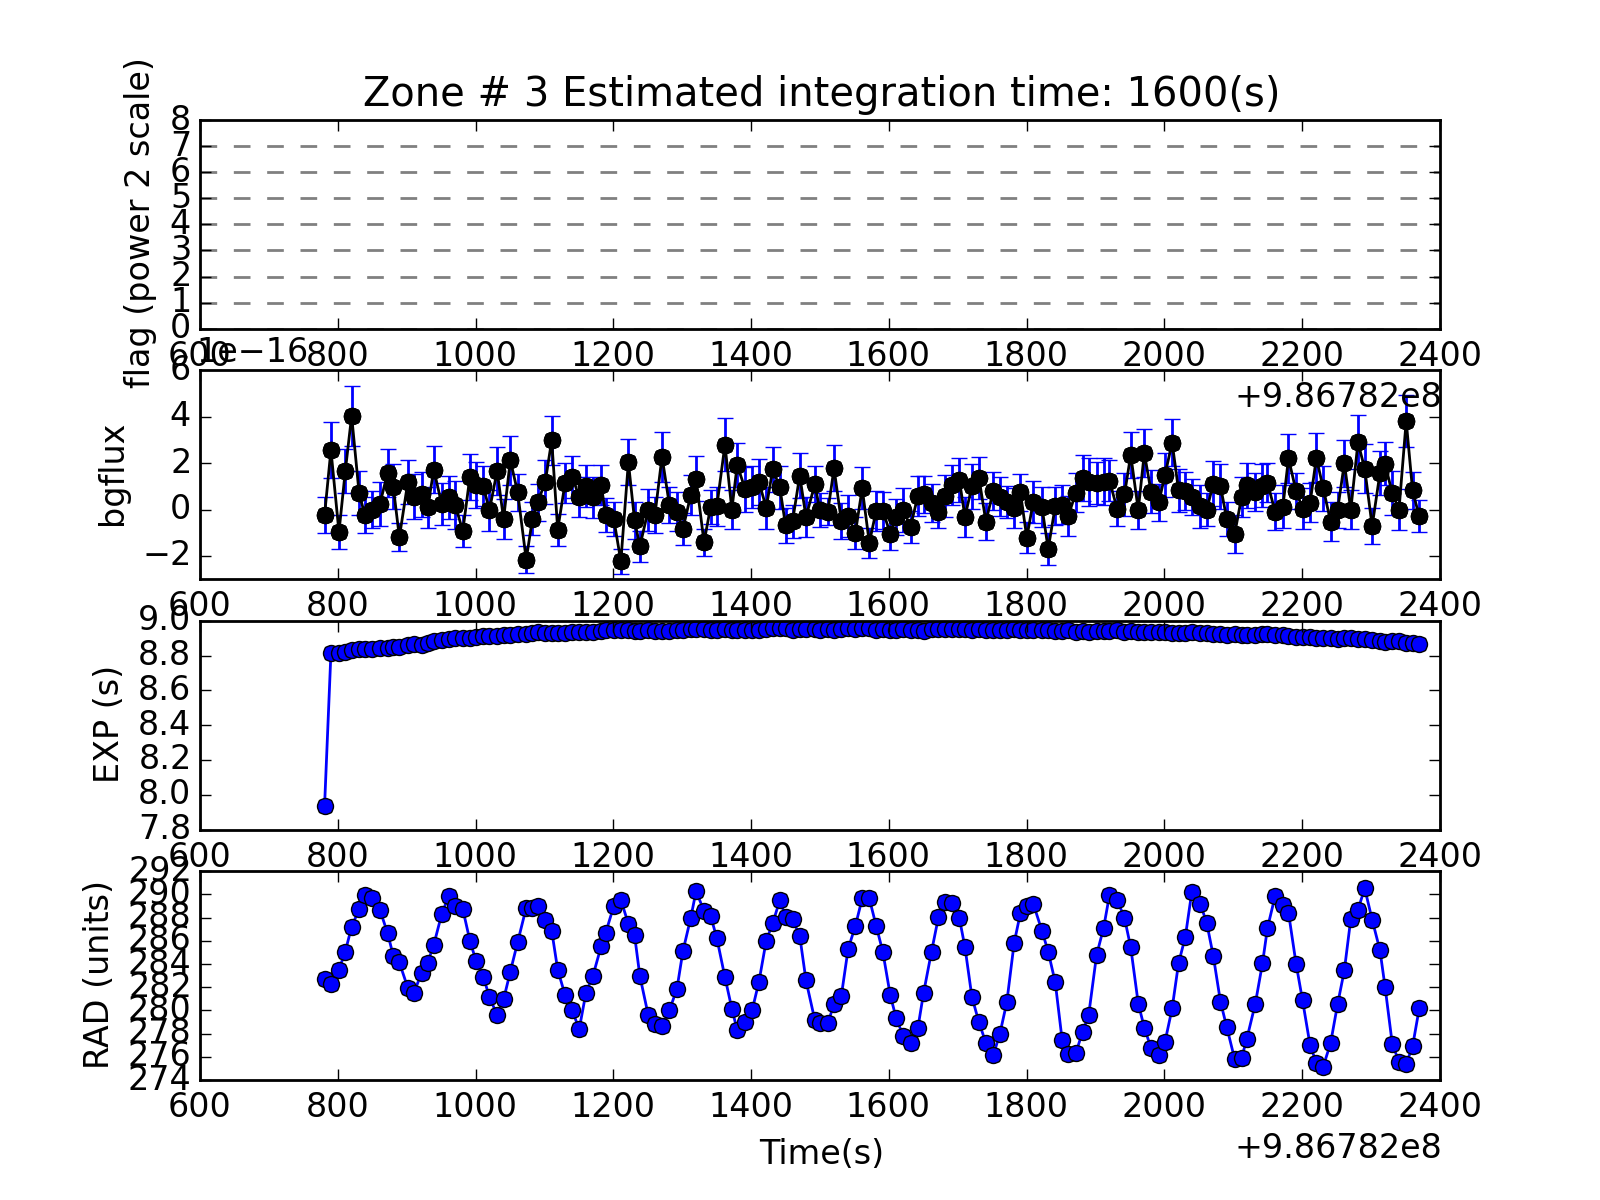 Zone # 3 Estimated integration time: 1600(s)
flag (power 2 scale)
8
7
6
5
4
3
2
1
0
600 800 1000 1200 1400 1600 1800 2000 2200 2400
1e−16
+9.86782e8
bgflux
6
4
2
0
−2
600 800 1000 1200 1400 1600 1800 2000 2200 2400
EXP (s)
9.0
8.8
8.6
8.4
8.2
8.0
7.8
600 800 1000 1200 1400 1600 1800 2000 2200 2400
RAD (units)
292
290
288
286
284
282
280
278
276
274
600 800 1000 1200 1400 1600 1800 2000 2200 2400
Time(s)
+9.86782e8